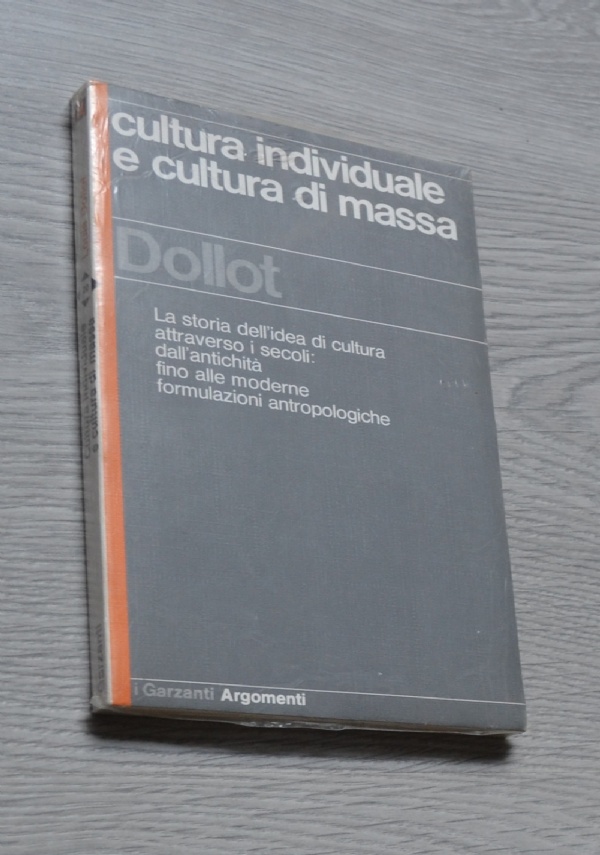 cultura individuale
e cultura di massa
Dollot
La storia dell'idea di cultura
attraverso i secoli:
dall'antichità
fino alle moderne
formulazioni antropologiche
i Garzanti Argomenti